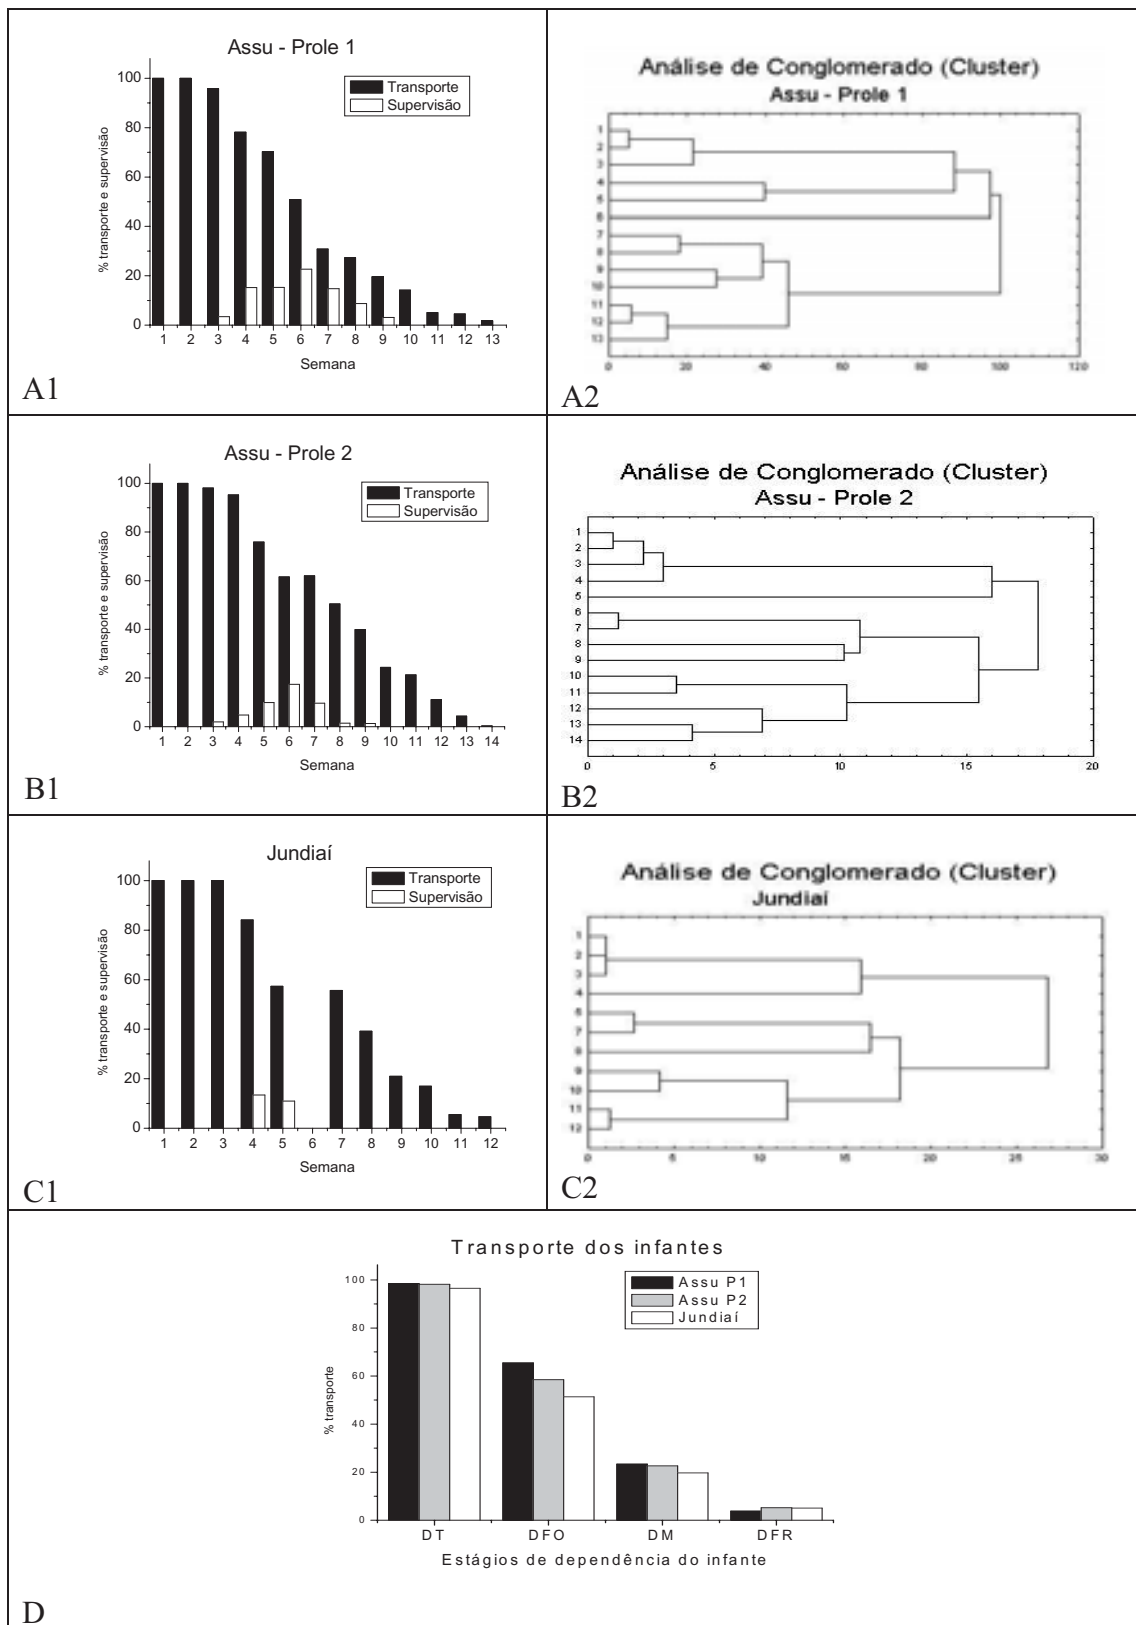 Assu - Prole 1
Transporte
Supervisão
% transporte e supervisão
100
80
60
40
20
0
1 2 3 4 5 6 7 8 9 10 11 12 13
Semana
A1
Análise de Conglomerado (Cluster)
Assu - Prole 1
1
2
3
4
5
6
7
8
9
10
11
12
13
0 20 40 60 80 100 120
A2
Assu - Prole 2
Transporte
Supervisão
% transporte e supervisão
100
80
60
40
20
0
1 2 3 4 5 6 7 8 9 10 11 12 13 14
Semana
B1
Análise de Conglomerado (Cluster)
Assu - Prole 2
1
2
3
4
5
6
7
8
9
10
11
12
13
14
0 5 10 15 20
B2
Jundiaí
Transporte
Supervisão
% transporte e supervisão
100
80
60
40
20
0
1 2 3 4 5 6 7 8 9 10 11 12
Semana
C1
Análise de Conglomerado (Cluster)
Jundiaí
1
2
3
4
7
9
10
11
12
0 5 10 15 20 25 30
C2
Transporte dos infantes
Assu P1
Assu P2
Jundiaí
% transporte
100
80
60
40
20
0
DT DFO DM DFR
Estágios de dependência do infante
D